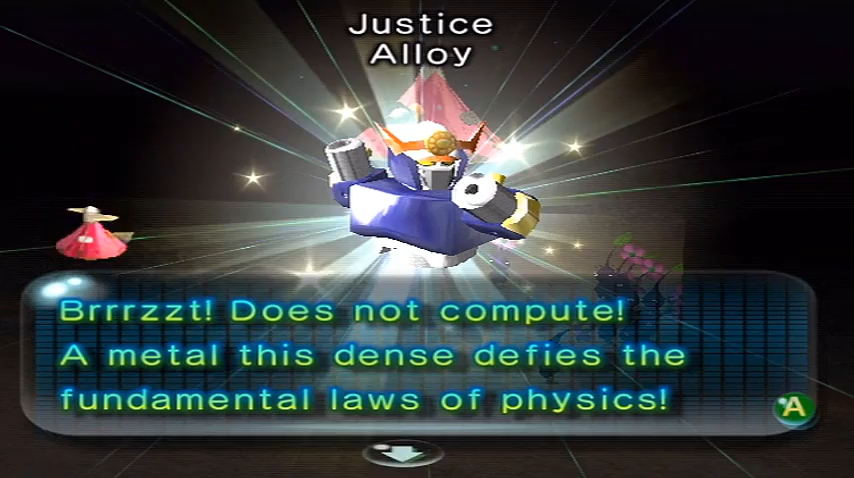 Justice
Alloy
Brrrzzt! Does not compute!
A metal this dense defies the
fundamental laws of physics!
A